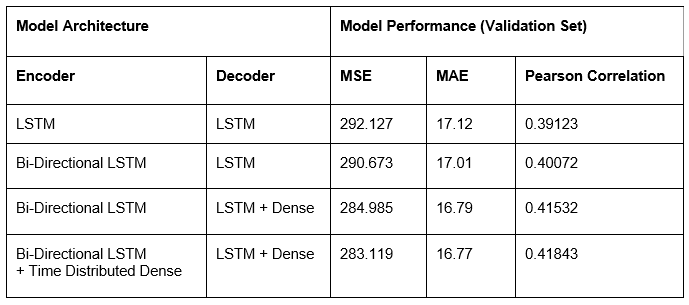 Model Architecture Model Performance (Validation Set)
Encoder Decoder MSE MAE Pearson Correlation
LSTM LSTM 292.127 17.12 0.39123
Bi-Directional LSTM LSTM 290.673 17.01 0.40072
Bi-Directional LSTM LSTM + Dense 284.985 16.79 0.41532
Bi-Directional LSTM LSTM + Dense 283.119 16.77 0.41843
+ Time Distributed Dense